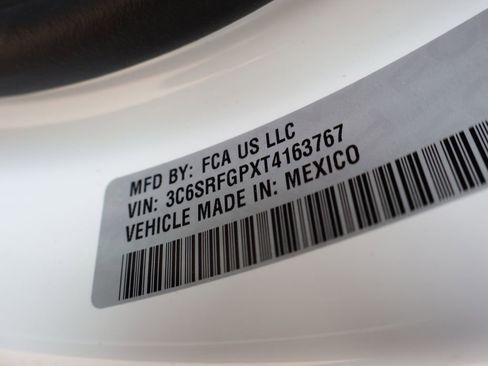 MFD BY: FCA US LLC
VIN: 3C6SRFGPXT4163767
VEHICLE MADE IN: MEXICO